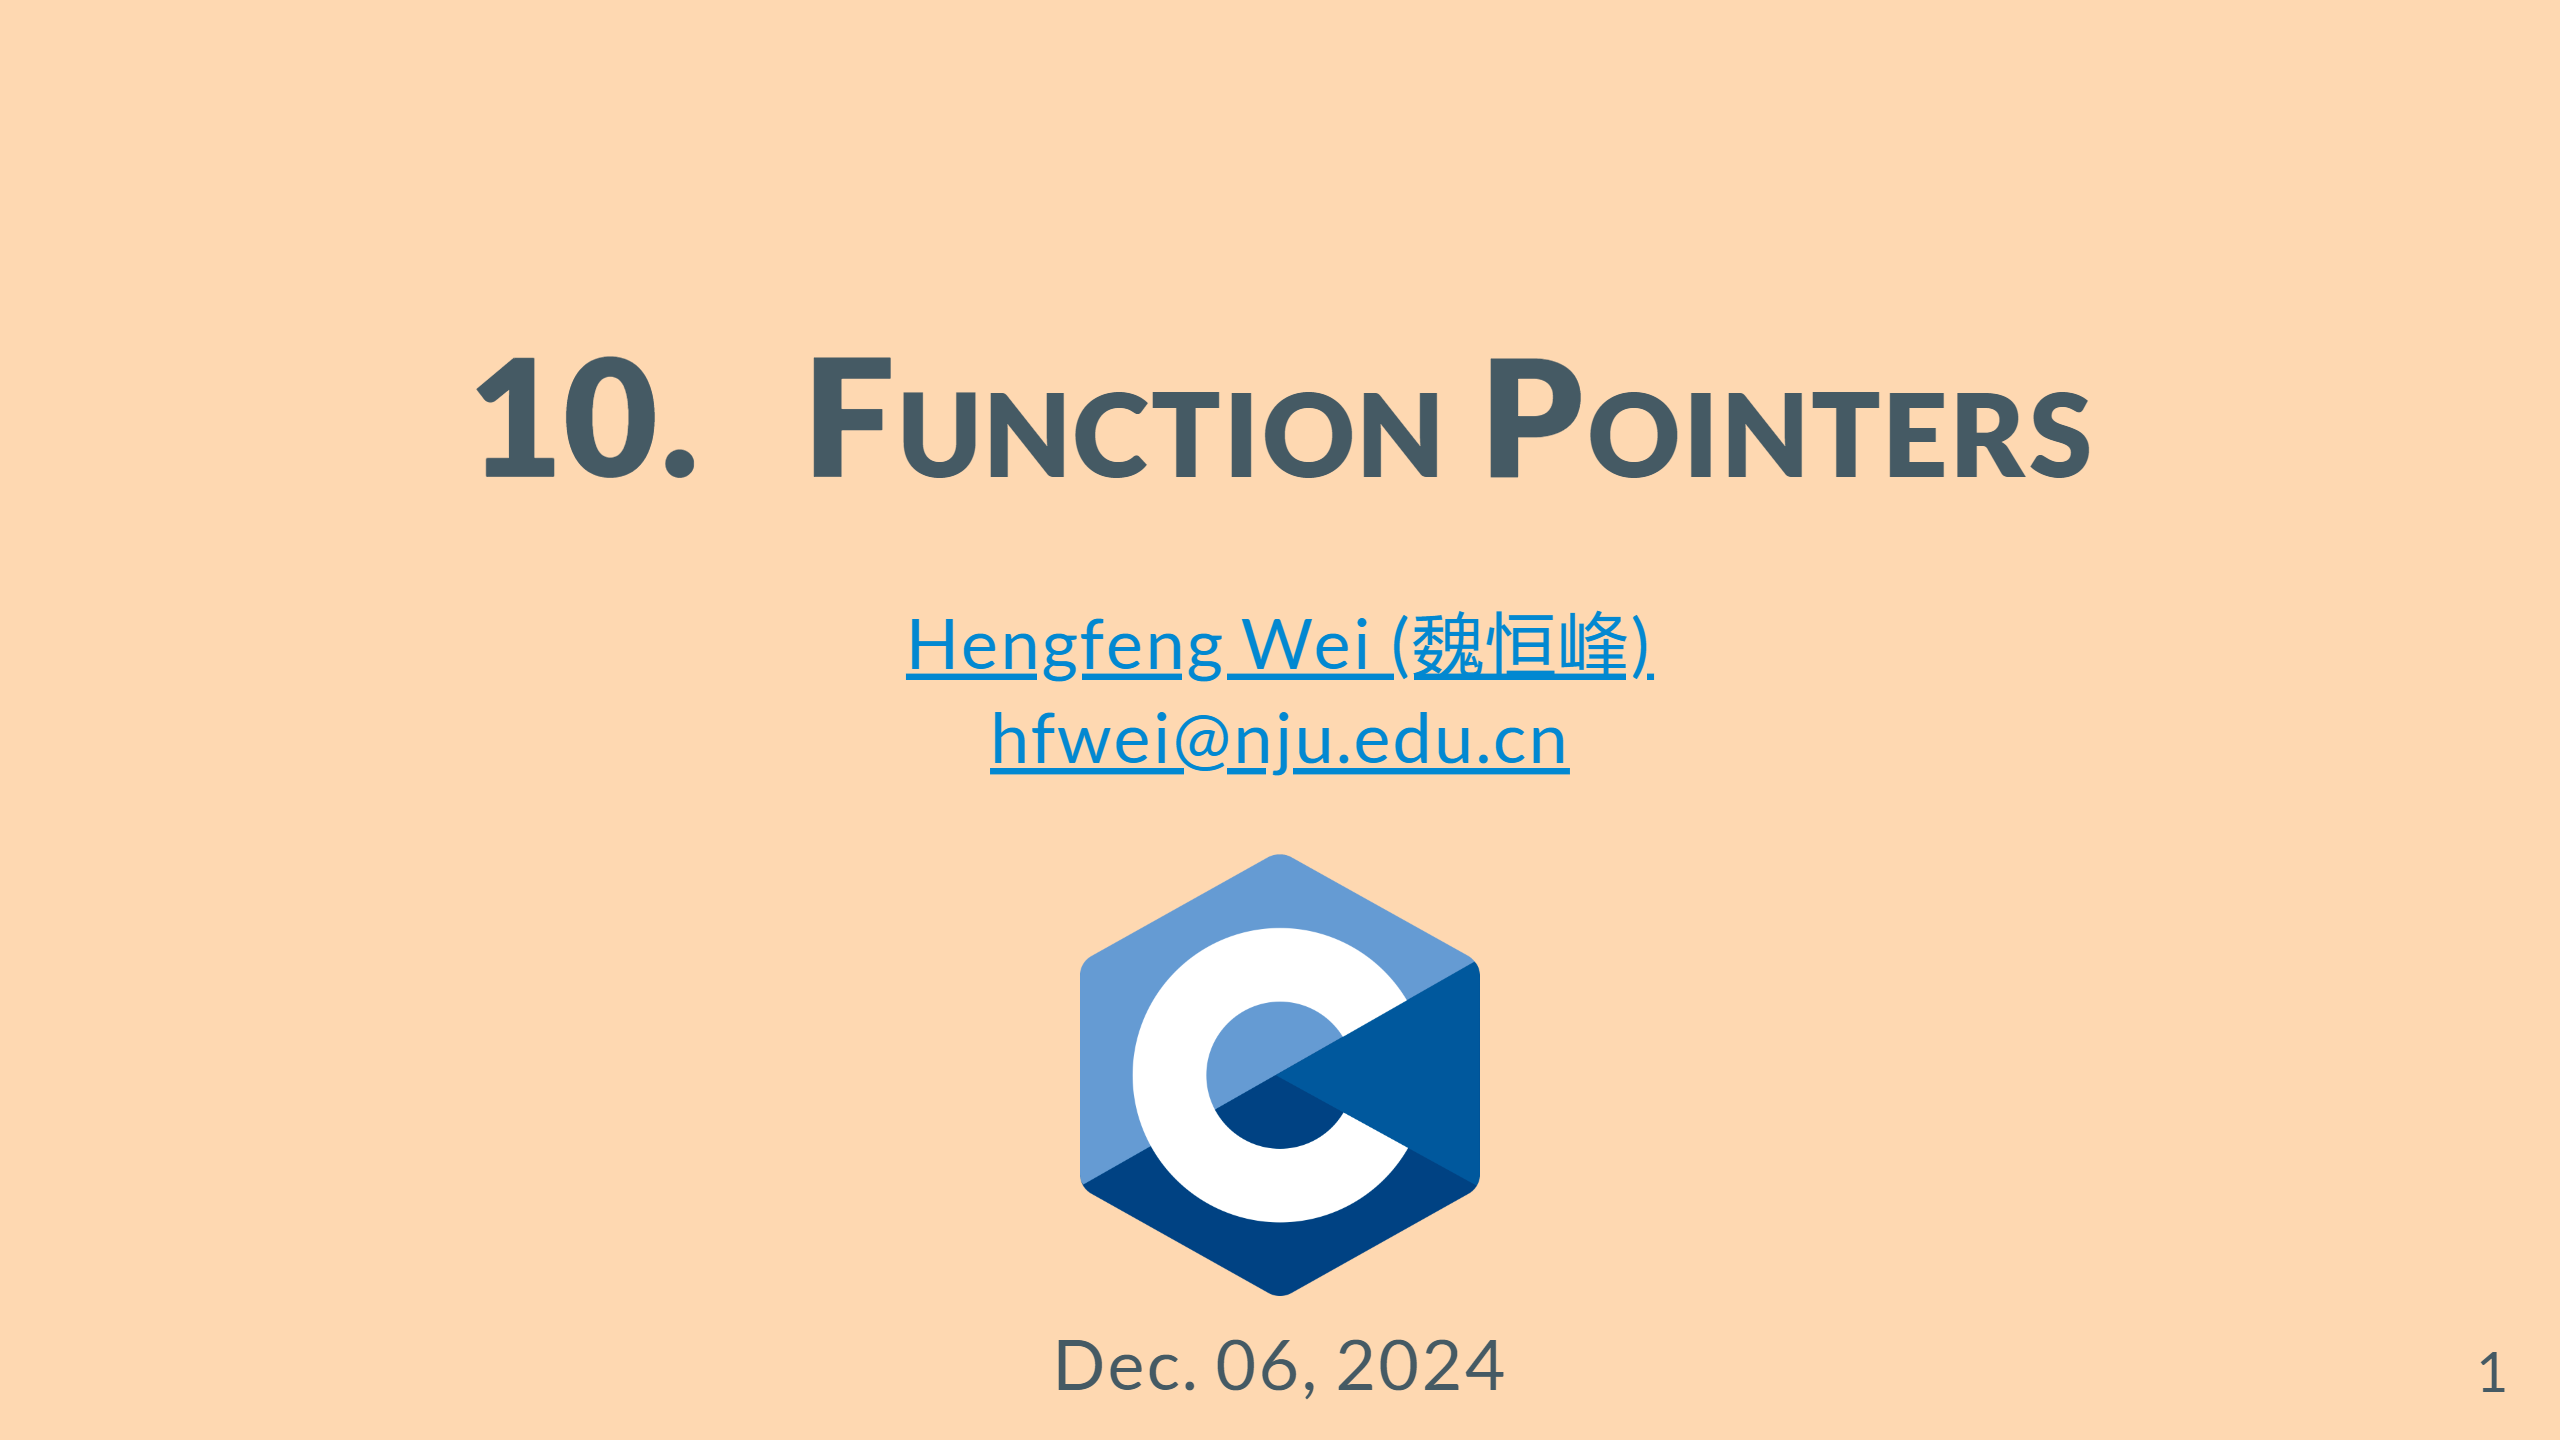 10. Function Pointers
Hengfeng Wei (魏恒峰)
hfwei@nju.edu.cn
C
Dec. 06, 2024
1